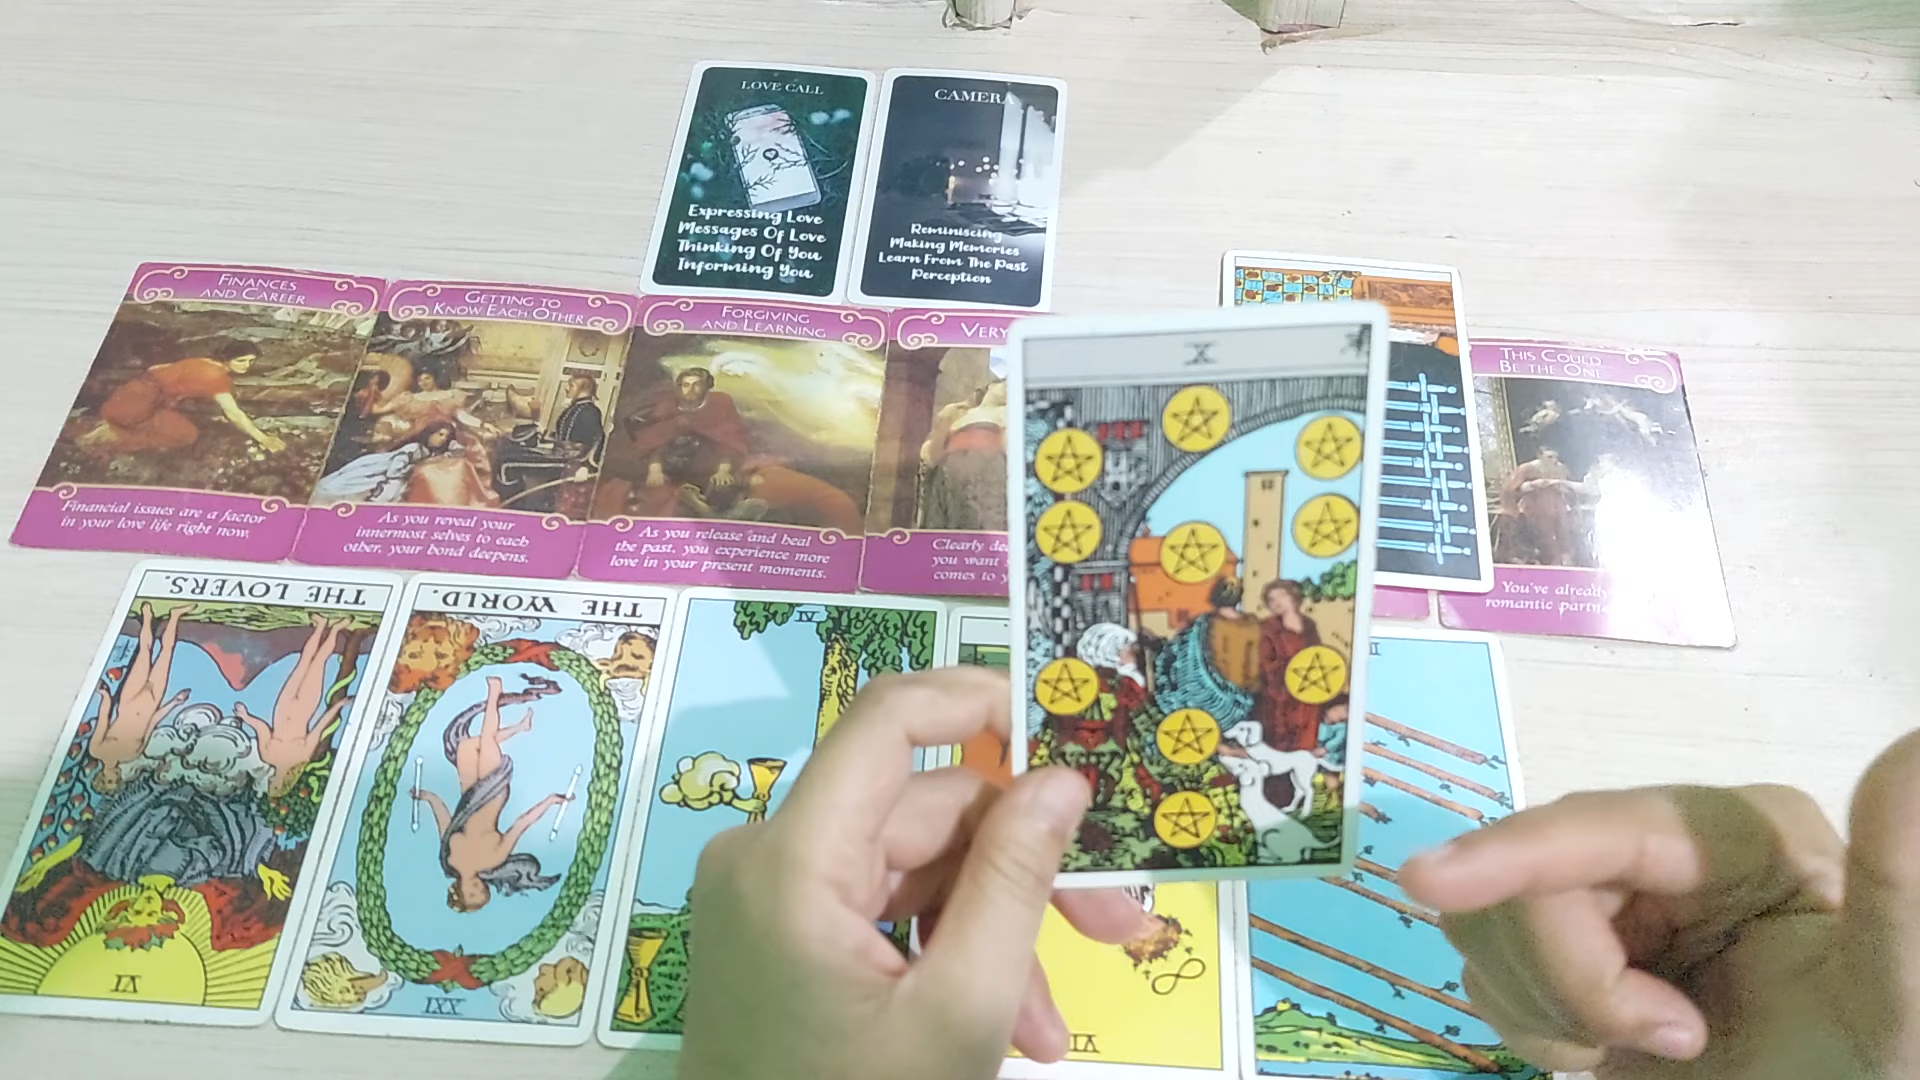 LOVE CALL
Expressing Love
Messages Of Love
Thinking Of You
Informing You
CAMERA
Reminiscing
Making Memories
Learn From The Past
Perception
FINANCES
AND CAREER
Financial issues are a factor
in your love life right now.
GETTING TO
KNOW EACH OTHER
As you reveal your
innermost selves to each
other, your bond deepens.
FORGIVING
AND LEARNING
As you release and heal
the past, you experience more
love in your present moments.
VERY
Clearly
you want
comes to
X
THIS COULD
BE THE ONE
You've already
romantic
THE LOVERS.
VI
THE WORLD.
XXI
IV